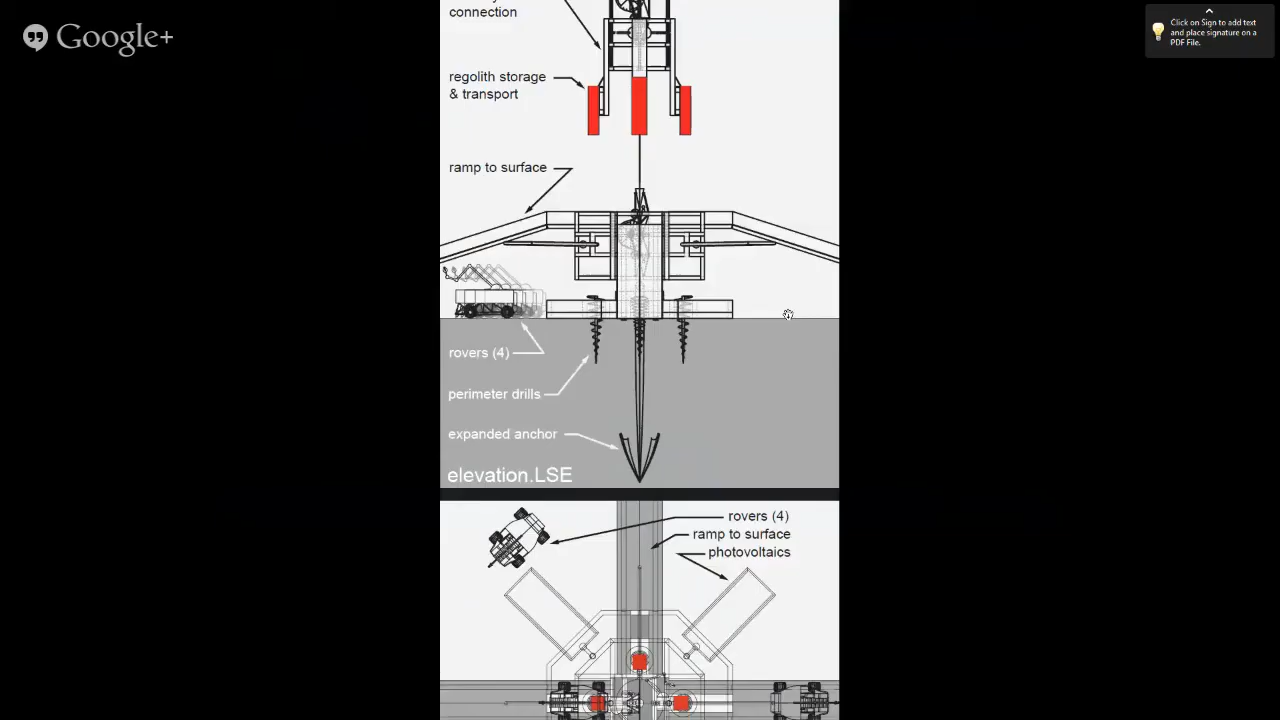 Google+
Click on Sign to add text
and place signature on a
PDF File.
connection
regolith storage
& transport
ramp to surface
rovers (4)
perimeter drills
expanded anchor
elevation.LSE
rovers (4)
ramp to surface
photovoltaics